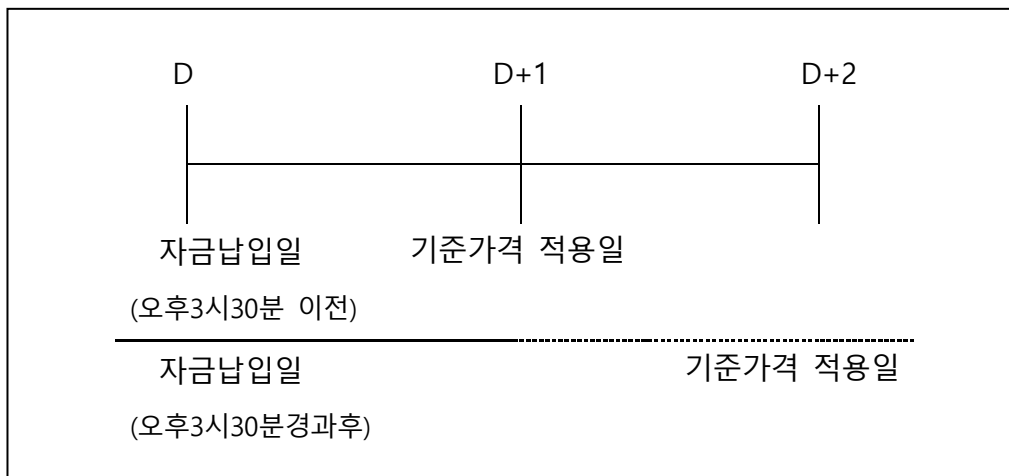 D D+1 D+2
자금납입일 기준가격 적용일
(오후3시30분 이전)
자금납입일 기준가격 적용일
(오후3시30분경과후)